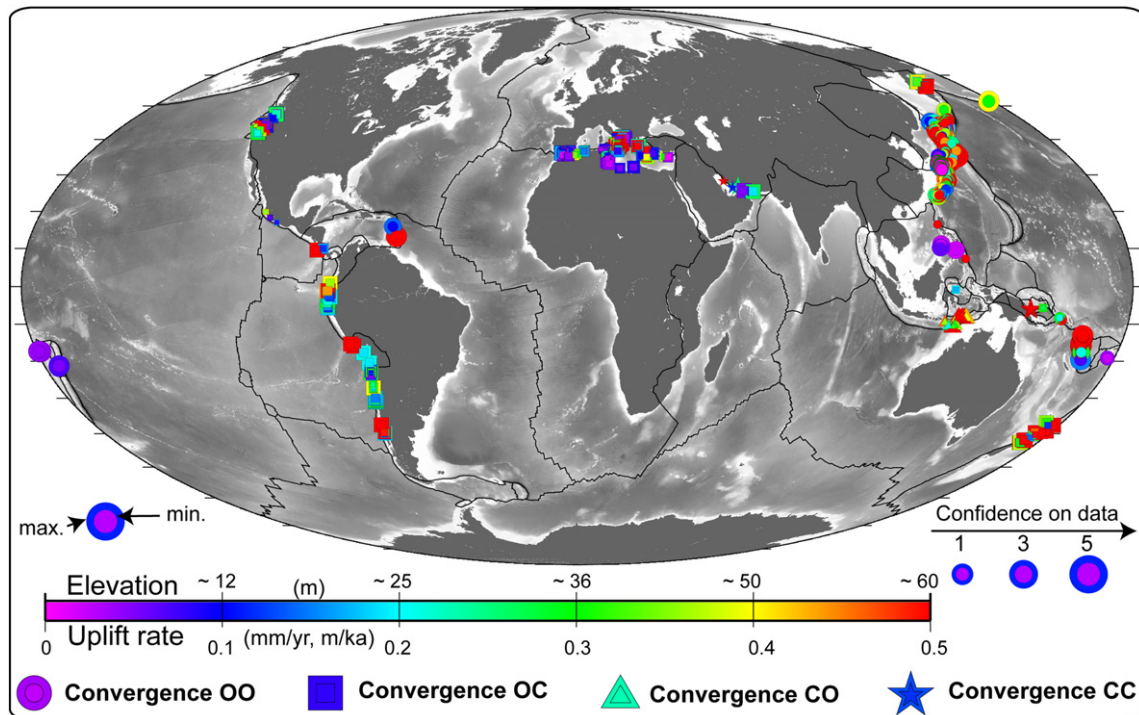 max.
min.
Confidence on data
1 3 5
Elevation ~ 12 (m) ~ 25 ~ 36 ~ 50 ~ 60
Uplift rate (mm/yr, m/ka)
0 0.1 0.2 0.3 0.4 0.5
Convergence OO Convergence OC Convergence CO Convergence CC